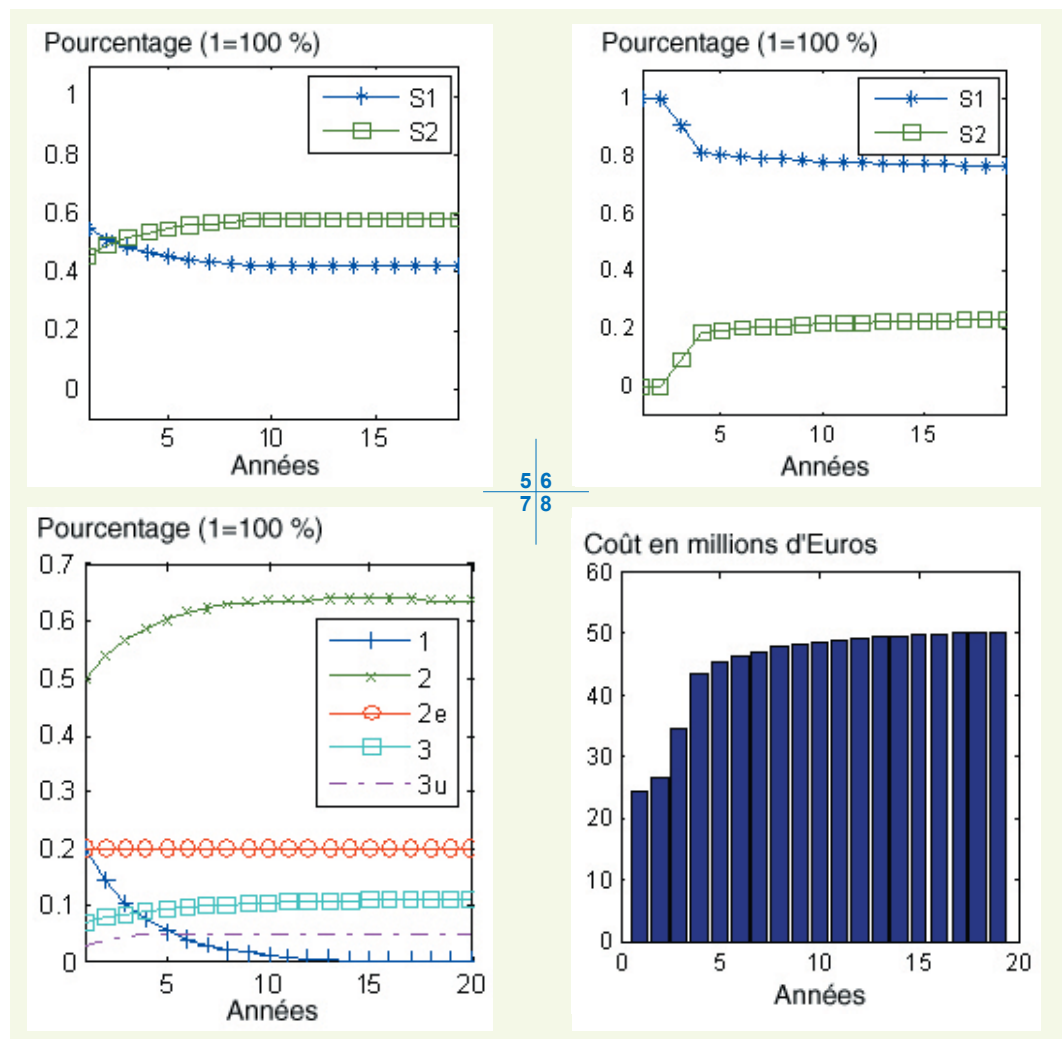 Pourcentage (1=100 %)
1
0.8
0.6
0.4
0.2
0
S1
S2
5 10 15
Années
Pourcentage (1=100 %)
1
0.8
0.6
0.4
0.2
0
S1
S2
5 10 15
Années
5 6
7 8
Pourcentage (1=100 %)
0.7
0.6
0.5
0.4
0.3
0.2
0.1
0
1
2
2e
3
3u
5 10 15 20
Années
Coût en millions d'Euros
60
50
40
30
20
10
0
0 5 10 15 20
Années